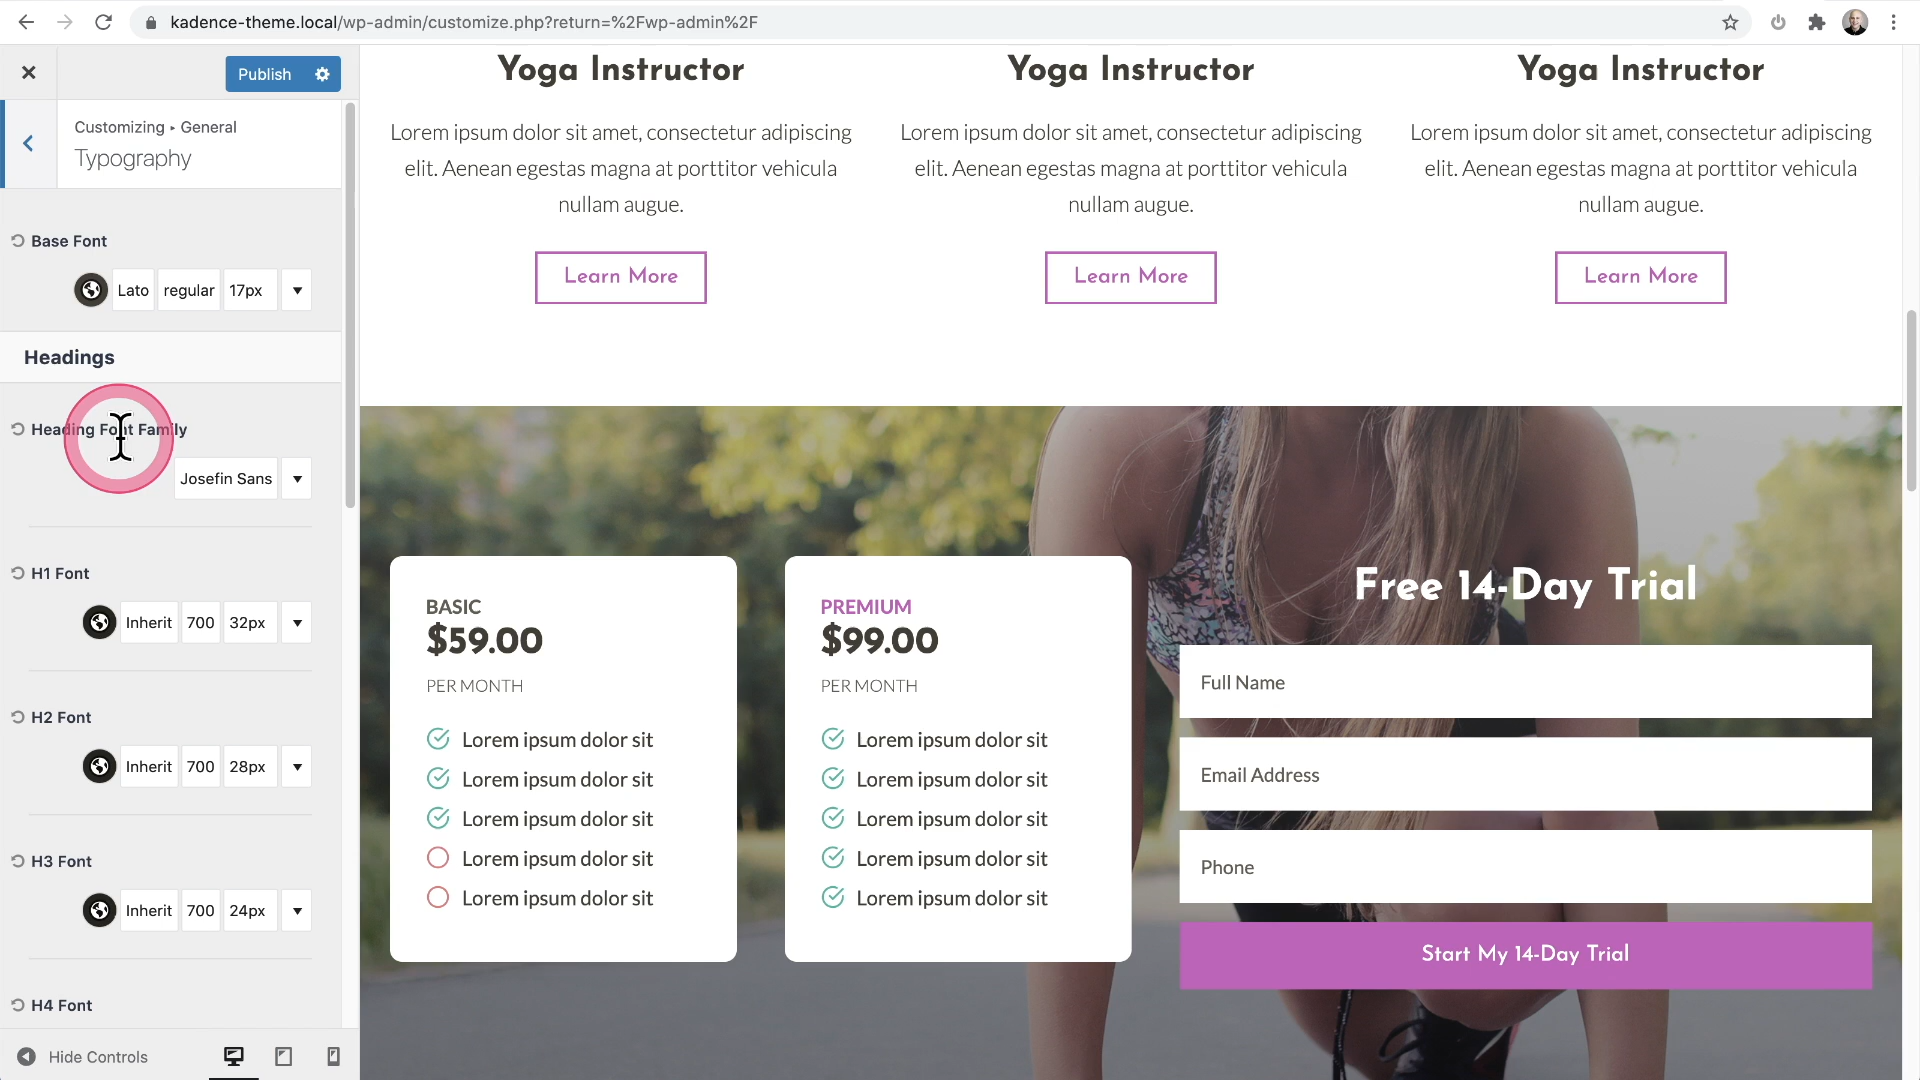 kadence-theme.local/wp-admin/customize.php?return=%2Fwp-admin%2F
Publish
Customizing ▸ General
Typography
Base Font
Lato regular 17px
Headings
Heading Font Family
Josefin Sans
H1 Font
Inherit 700 32px
H2 Font
Inherit 700 28px
H3 Font
Inherit 700 24px
H4 Font
Hide Controls
Yoga Instructor
Lorem ipsum dolor sit amet, consectetur adipiscing
elit. Aenean egestas magna at porttitor vehicula
nullam augue.
Learn More
Yoga Instructor
Lorem ipsum dolor sit amet, consectetur adipiscing
elit. Aenean egestas magna at porttitor vehicula
nullam augue.
Learn More
Yoga Instructor
Lorem ipsum dolor sit amet, consectetur adipiscing
elit. Aenean egestas magna at porttitor vehicula
nullam augue.
Learn More
BASIC
$59.00
PER MONTH
Lorem ipsum dolor sit
Lorem ipsum dolor sit
Lorem ipsum dolor sit
Lorem ipsum dolor sit
Lorem ipsum dolor sit
PREMIUM
$99.00
PER MONTH
Lorem ipsum dolor sit
Lorem ipsum dolor sit
Lorem ipsum dolor sit
Lorem ipsum dolor sit
Lorem ipsum dolor sit
Free 14-Day Trial
Full Name
Email Address
Phone
Start My 14-Day Trial